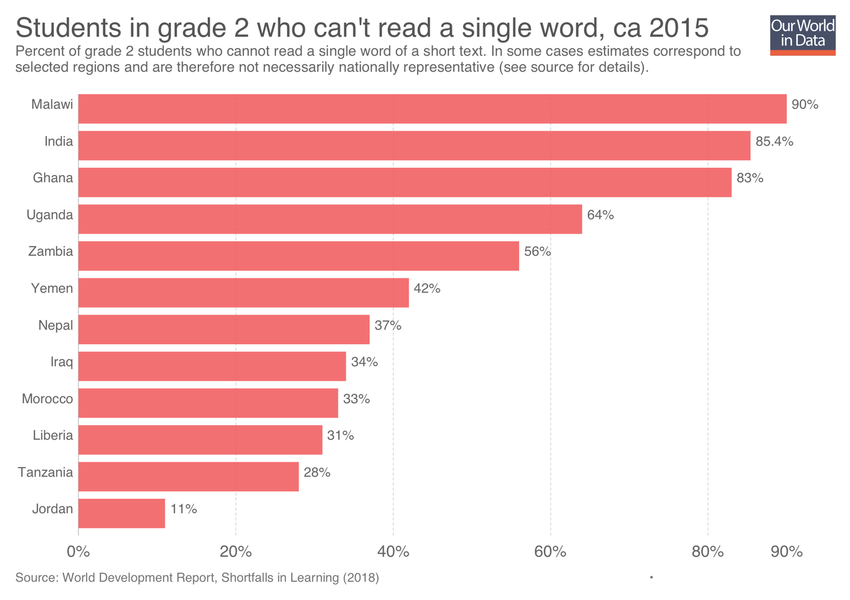 Students in grade 2 who can't read a single word, ca 2015
Our World
in Data
Percent of grade 2 students who cannot read a single word of a short text. In some cases estimates correspond to
selected regions and are therefore not necessarily nationally representative (see source for details).
Malawi 90%
India 85.4%
Ghana 83%
Uganda 64%
Zambia 56%
Yemen 42%
Nepal 37%
Iraq 34%
Morocco 33%
Liberia 31%
Tanzania 28%
Jordan 11%
0% 20% 40% 60% 80% 90%
Source: World Development Report, Shortfalls in Learning (2018)